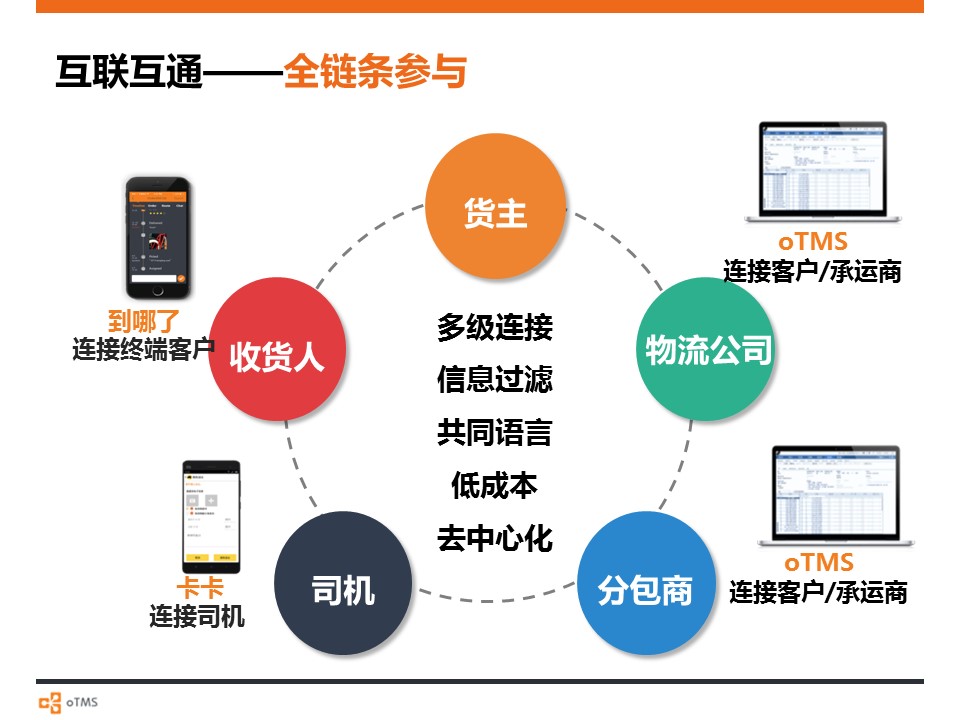 互联互通——全链条参与
货主
oTMS
连接客户/承运商
到哪了
连接终端客户
收货人
物流公司
多级连接
信息过滤
共同语言
低成本
去中心化
卡卡
连接司机
司机
分包商
oTMS
连接客户/承运商
oTMS